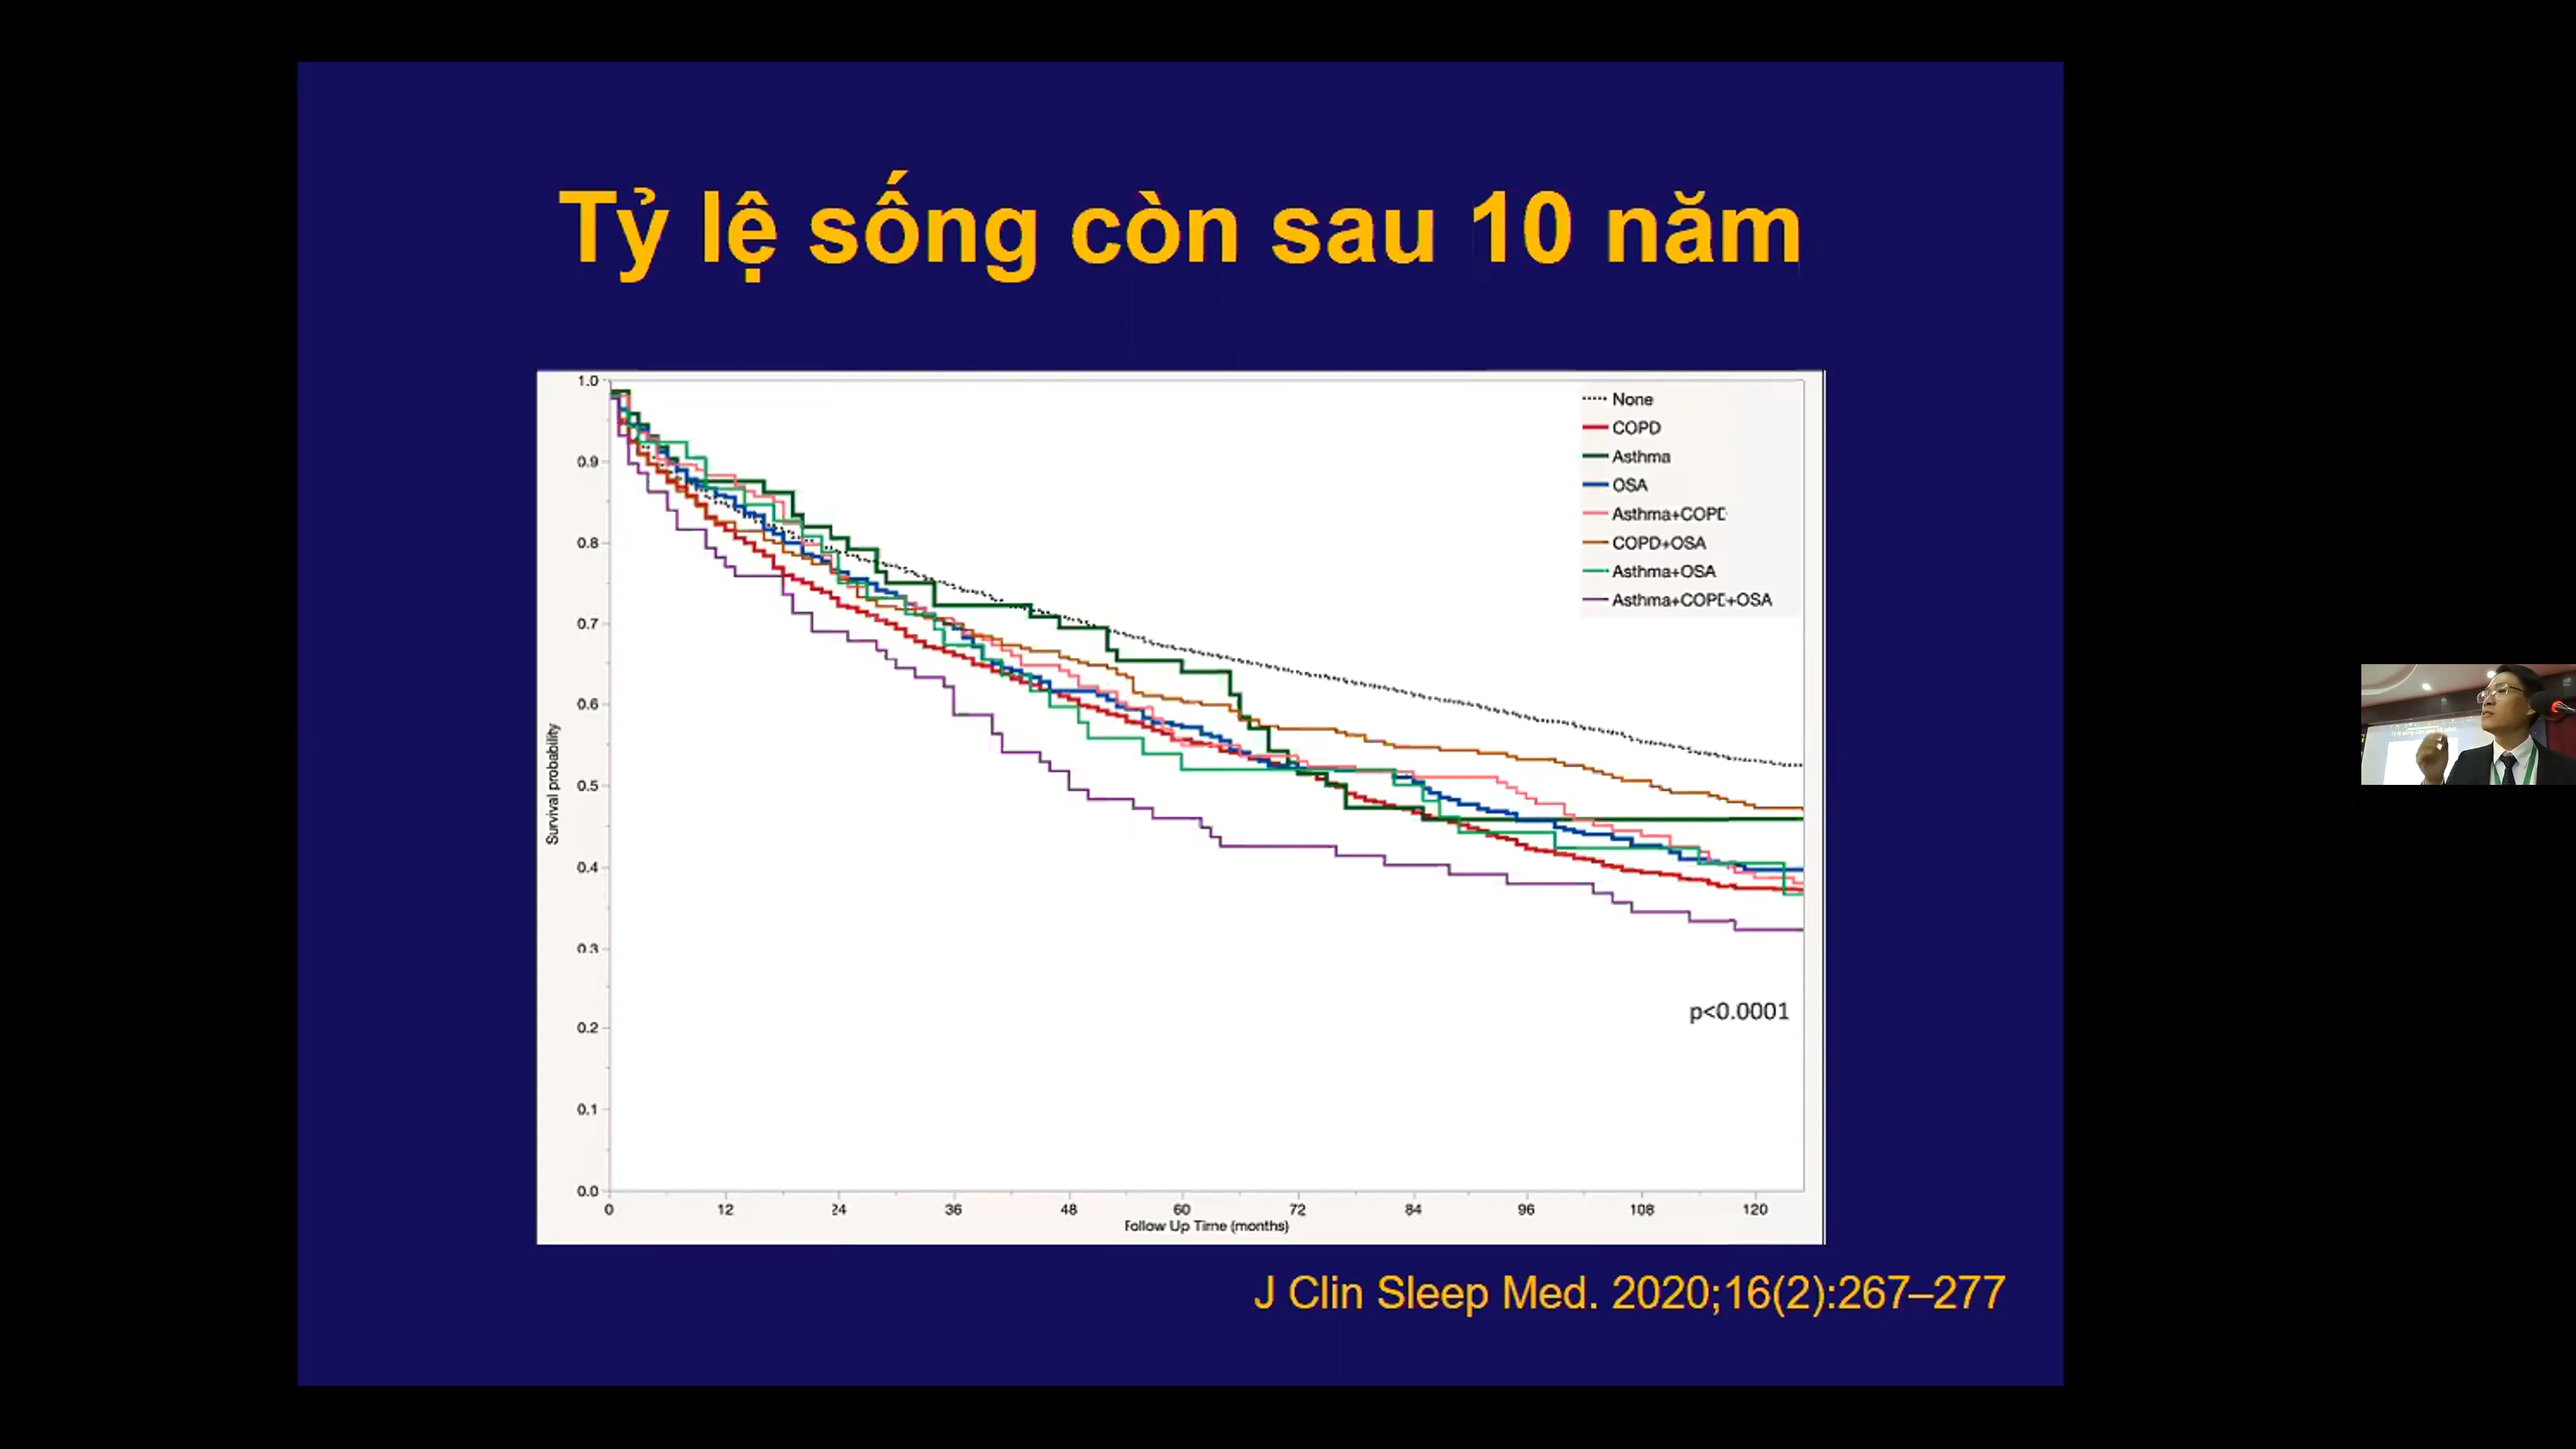 Tỷ lệ sống còn sau 10 năm
1.0
0.9
0.8
0.7
0.6
0.5
0.4
0.3
0.2
0.1
0.0
Survival probability
None
COPD
Asthma
OSA
Asthma+COPD
COPD+OSA
Asthma+OSA
Asthma+COPD+OSA
p<0.0001
0 12 24 36 48 60 72 84 96 108 120
Follow Up Time (months)
J Clin Sleep Med. 2020;16(2):267–277